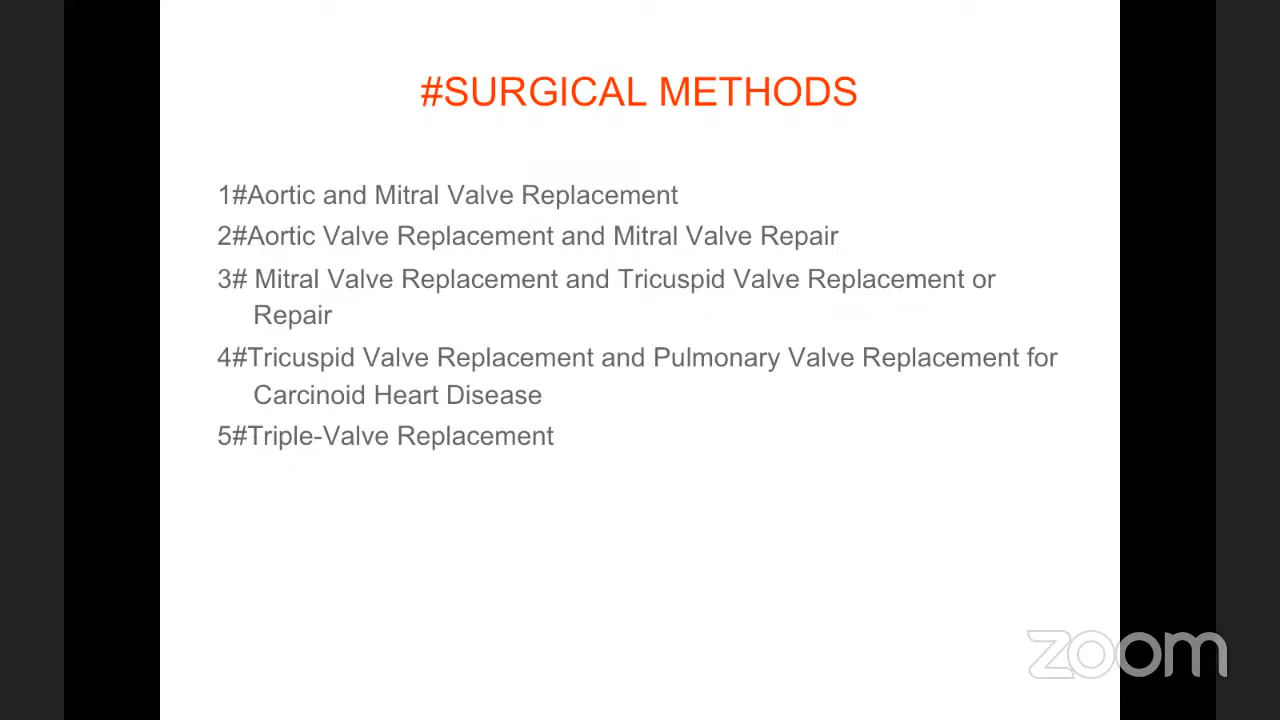 #SURGICAL METHODS
1#Aortic and Mitral Valve Replacement
2#Aortic Valve Replacement and Mitral Valve Repair
3# Mitral Valve Replacement and Tricuspid Valve Replacement or
Repair
4#Tricuspid Valve Replacement and Pulmonary Valve Replacement for
Carcinoid Heart Disease
5#Triple-Valve Replacement
zoom